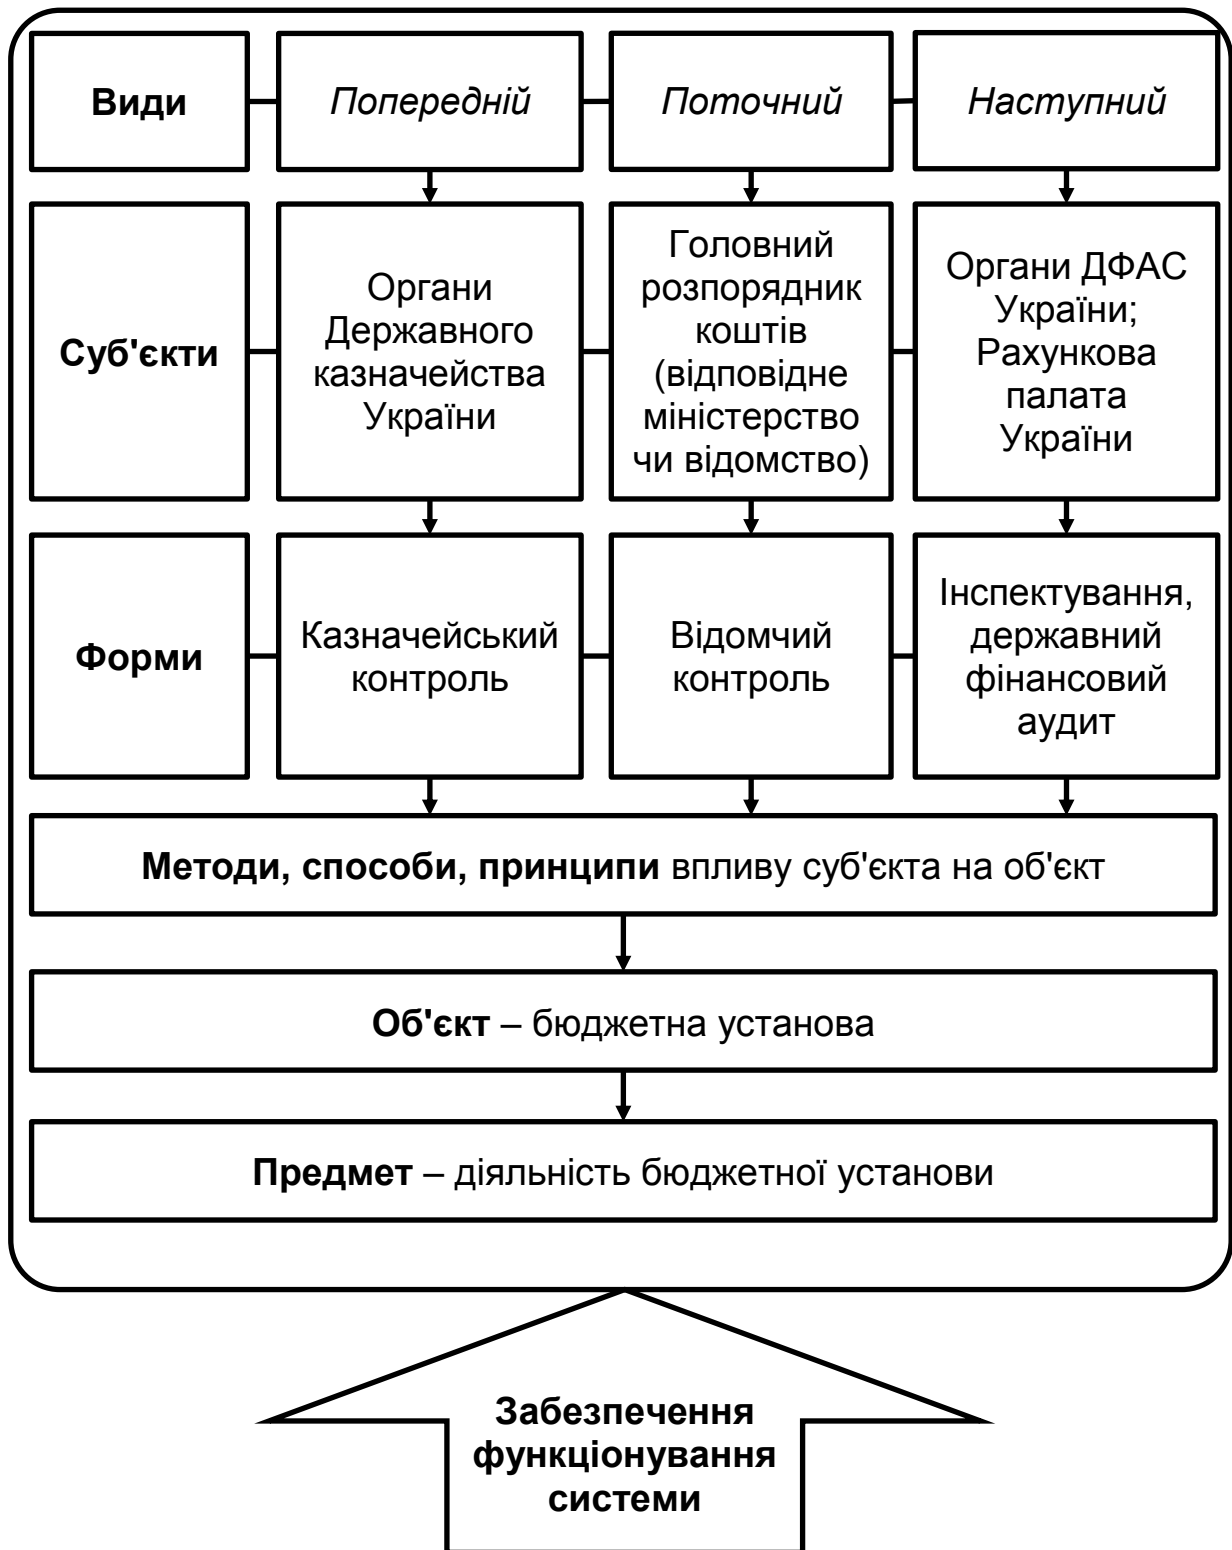 Види
Попередній
Поточний
Наступний
Суб'єкти
Органи
Державного
казначейства
України
Головний
розпорядник
коштів
(відповідне
міністерство
чи відомство)
Органи ДФАС
України;
Рахункова
палата
України
Форми
Казначейський
контроль
Відомчий
контроль
Інспектування,
державний
фінансовий
аудит
Методи, способи, принципи впливу суб'єкта на об'єкт
Об'єкт – бюджетна установа
Предмет – діяльність бюджетної установи
Забезпечення
функціонування
системи